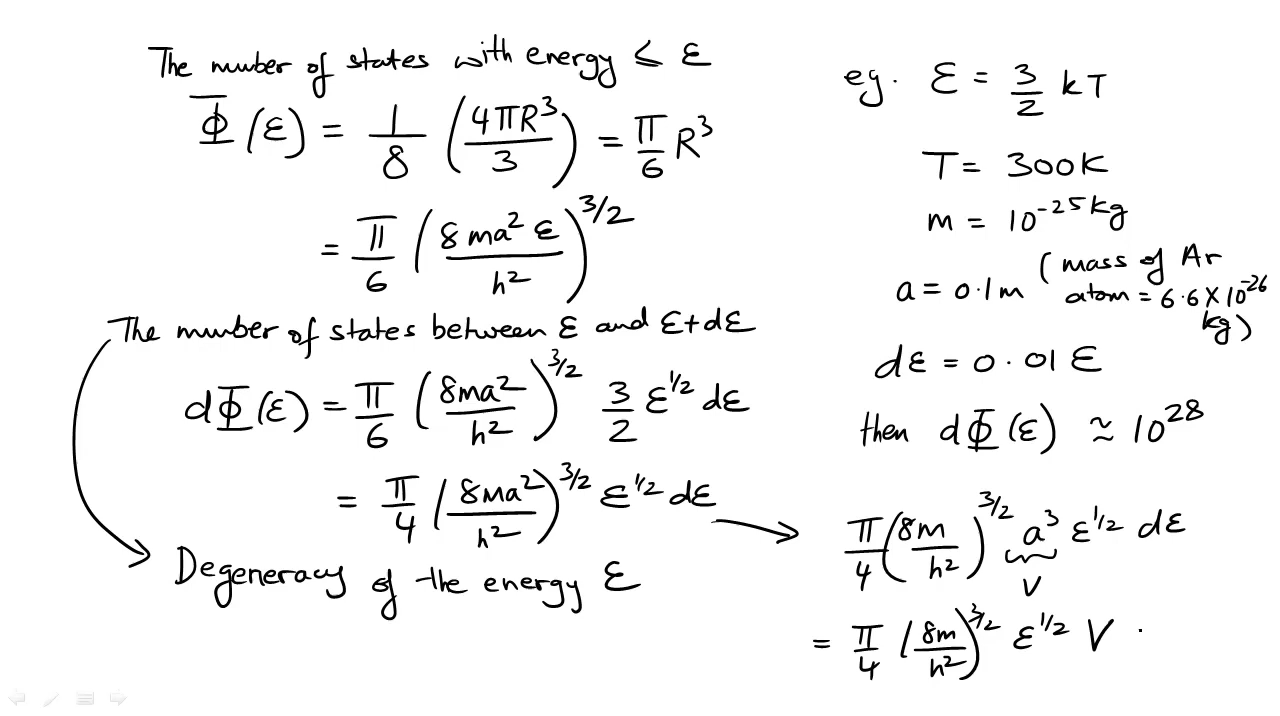 The number of states with energy ≤ ε
Φ(ε) = 1/8 (4πR³/3) = π/6 R³
= π/6 (8ma² ε/h²)^3/2
The number of states between ε and ε+dε
dΦ(ε) = π/6 (8ma²/h²)^3/2 3/2 ε^1/2 dε
= π/4 (8ma²/h²)^3/2 ε^1/2 dε
Degeneracy of the energy ε
eg. ε = 3/2 kT
T = 300K
m = 10^-25 kg
(mass of Ar
a = 0.1m atom = 6.6 X 10^-26
kg)
dε = 0.01 ε
then dΦ(ε) ≈ 10^28
π/4 (8m/h²)^3/2 a³ ε^1/2 dε
V
= π/4 (8m/h²)^3/2 ε^1/2 V